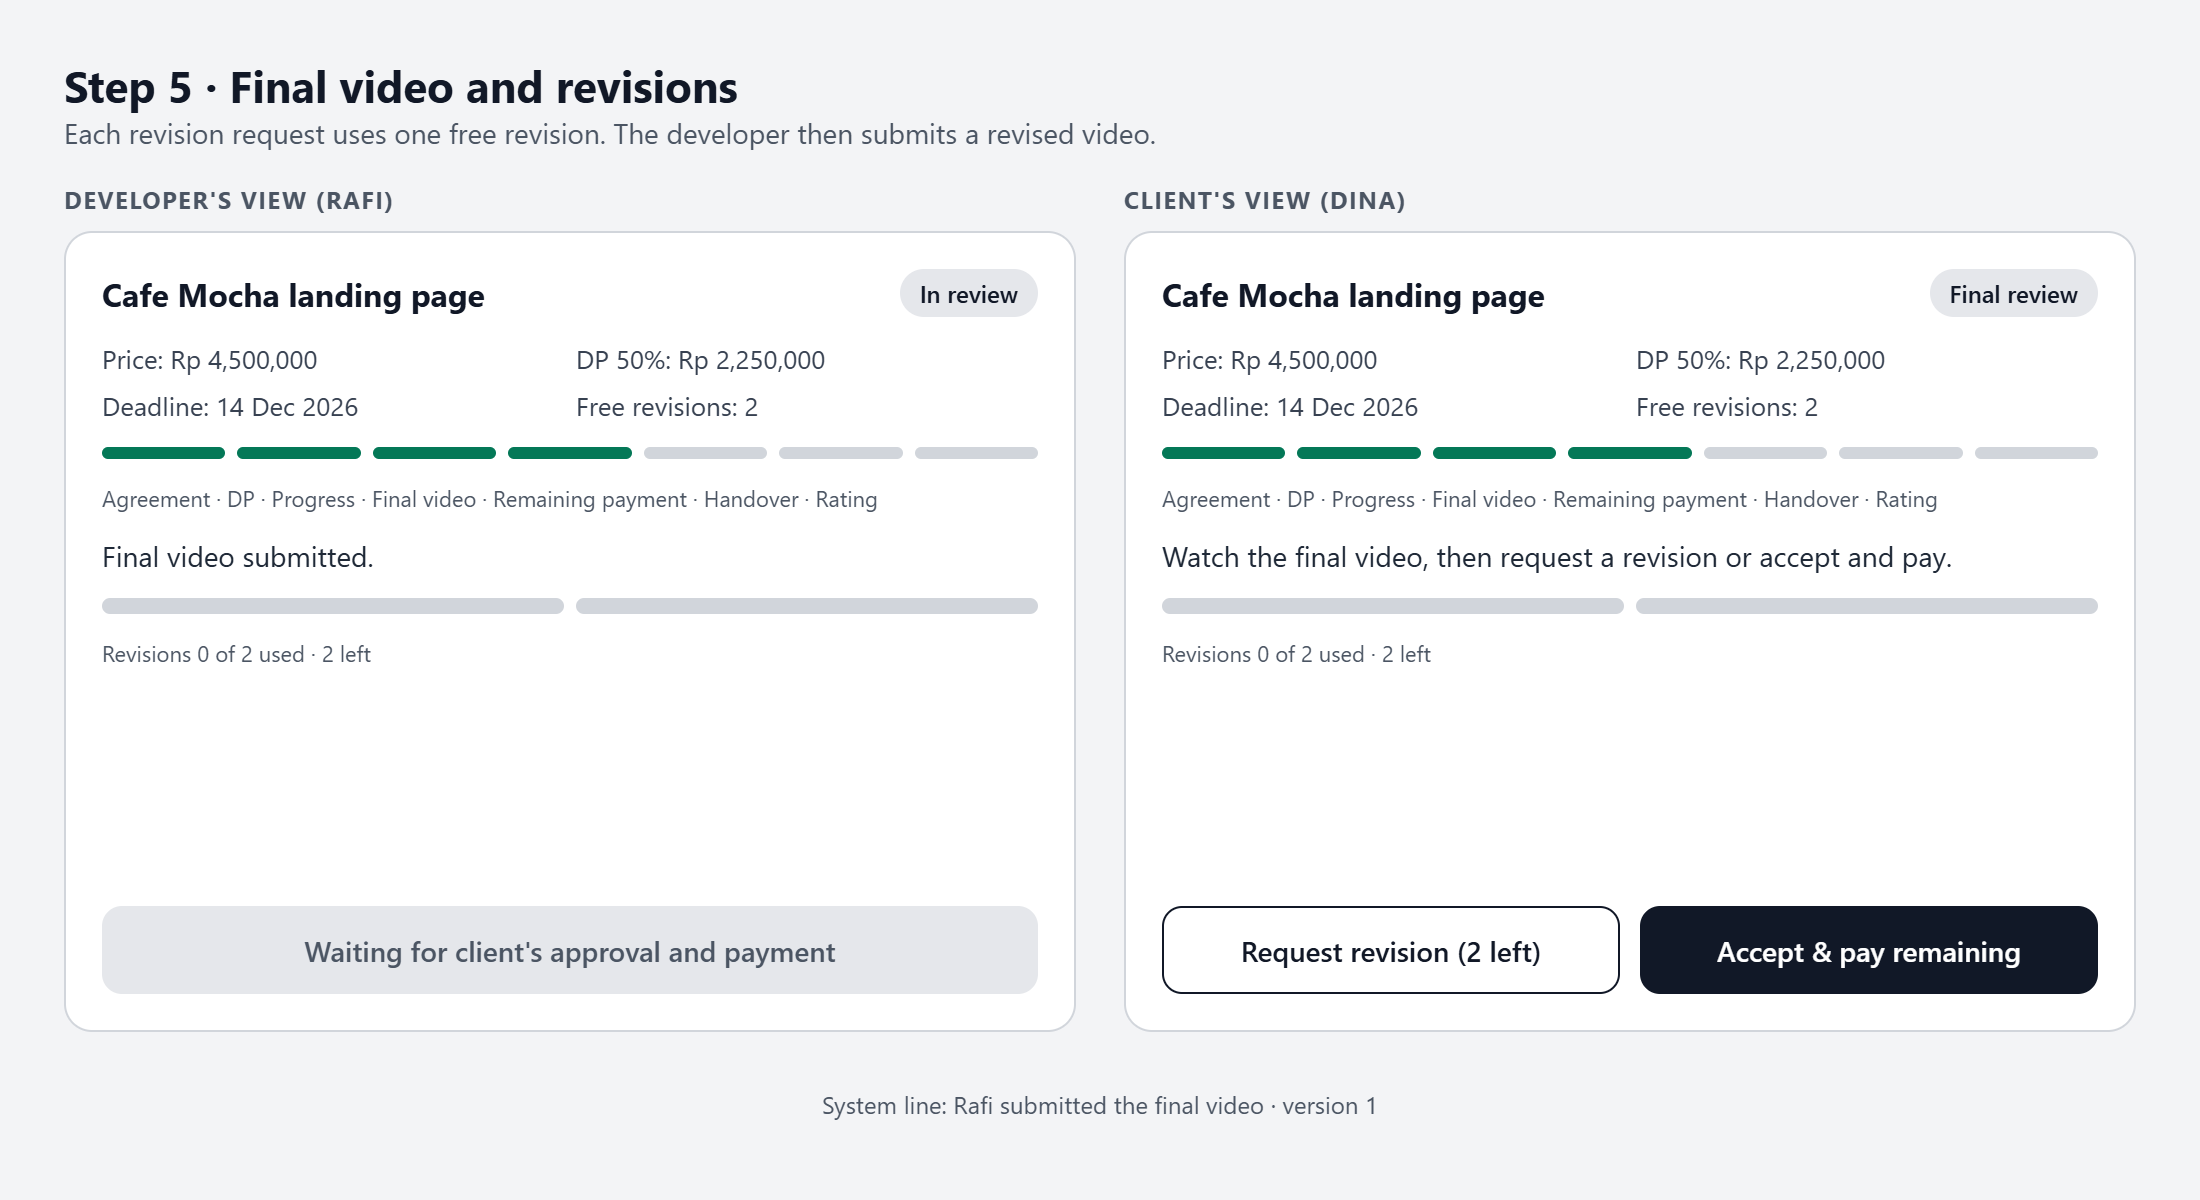 Step 5 · Final video and revisions
Each revision request uses one free revision. The developer then submits a revised video.
DEVELOPER'S VIEW (RAFI)
Cafe Mocha landing page
In review
Price: Rp 4,500,000
DP 50%: Rp 2,250,000
Deadline: 14 Dec 2026
Free revisions: 2
Agreement · DP · Progress · Final video · Remaining payment · Handover · Rating
Final video submitted.
Revisions 0 of 2 used · 2 left
Waiting for client's approval and payment
CLIENT'S VIEW (DINA)
Cafe Mocha landing page
Final review
Price: Rp 4,500,000
DP 50%: Rp 2,250,000
Deadline: 14 Dec 2026
Free revisions: 2
Agreement · DP · Progress · Final video · Remaining payment · Handover · Rating
Watch the final video, then request a revision or accept and pay.
Revisions 0 of 2 used · 2 left
Request revision (2 left)
Accept & pay remaining
System line: Rafi submitted the final video · version 1